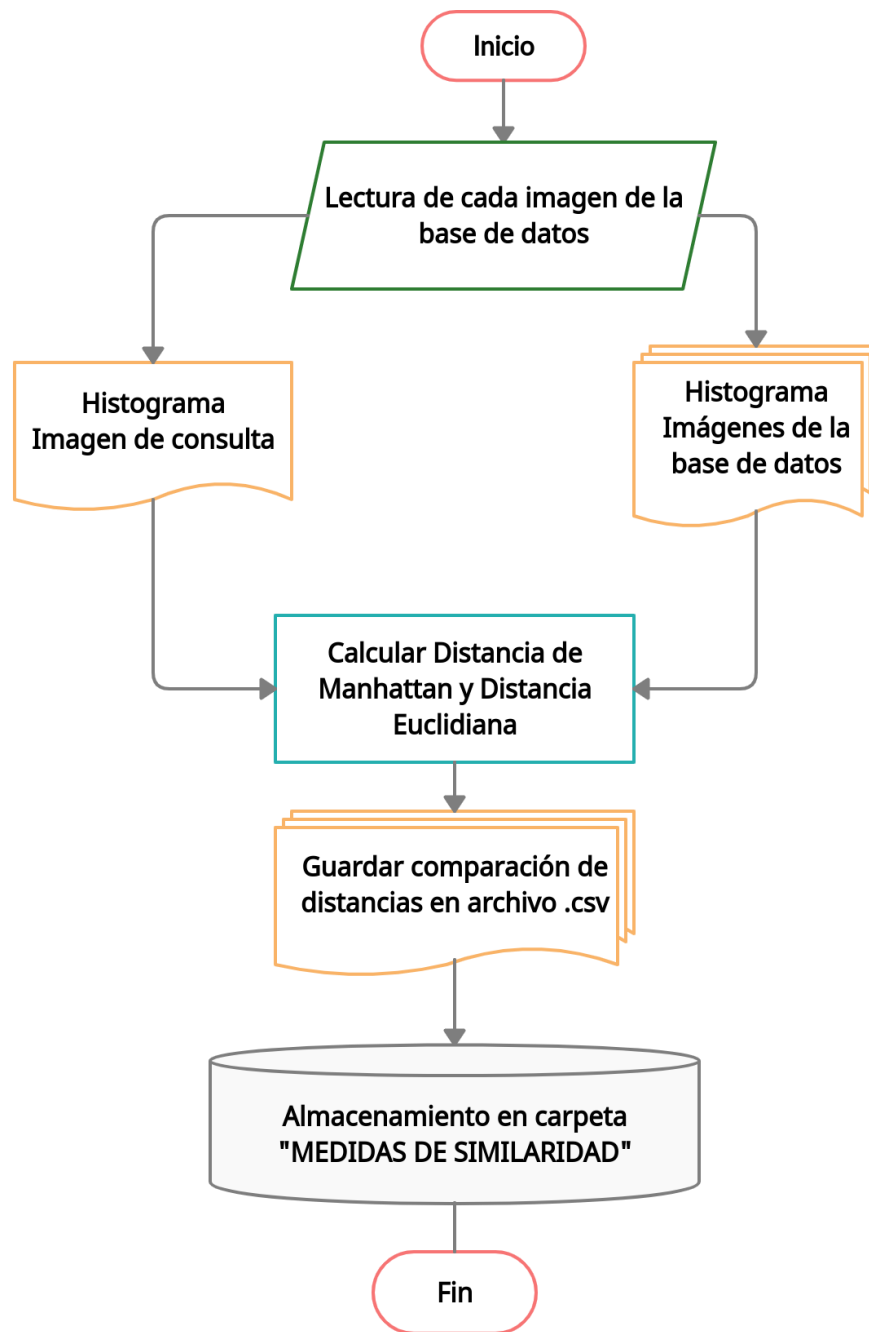 Inicio
Lectura de cada imagen de la
base de datos
Histograma
Imagen de consulta
Histograma
Imágenes de la
base de datos
Calcular Distancia de
Manhattan y Distancia
Euclidiana
Guardar comparación de
distancias en archivo .csv
Almacenamiento en carpeta
"MEDIDAS DE SIMILARIDAD"
Fin